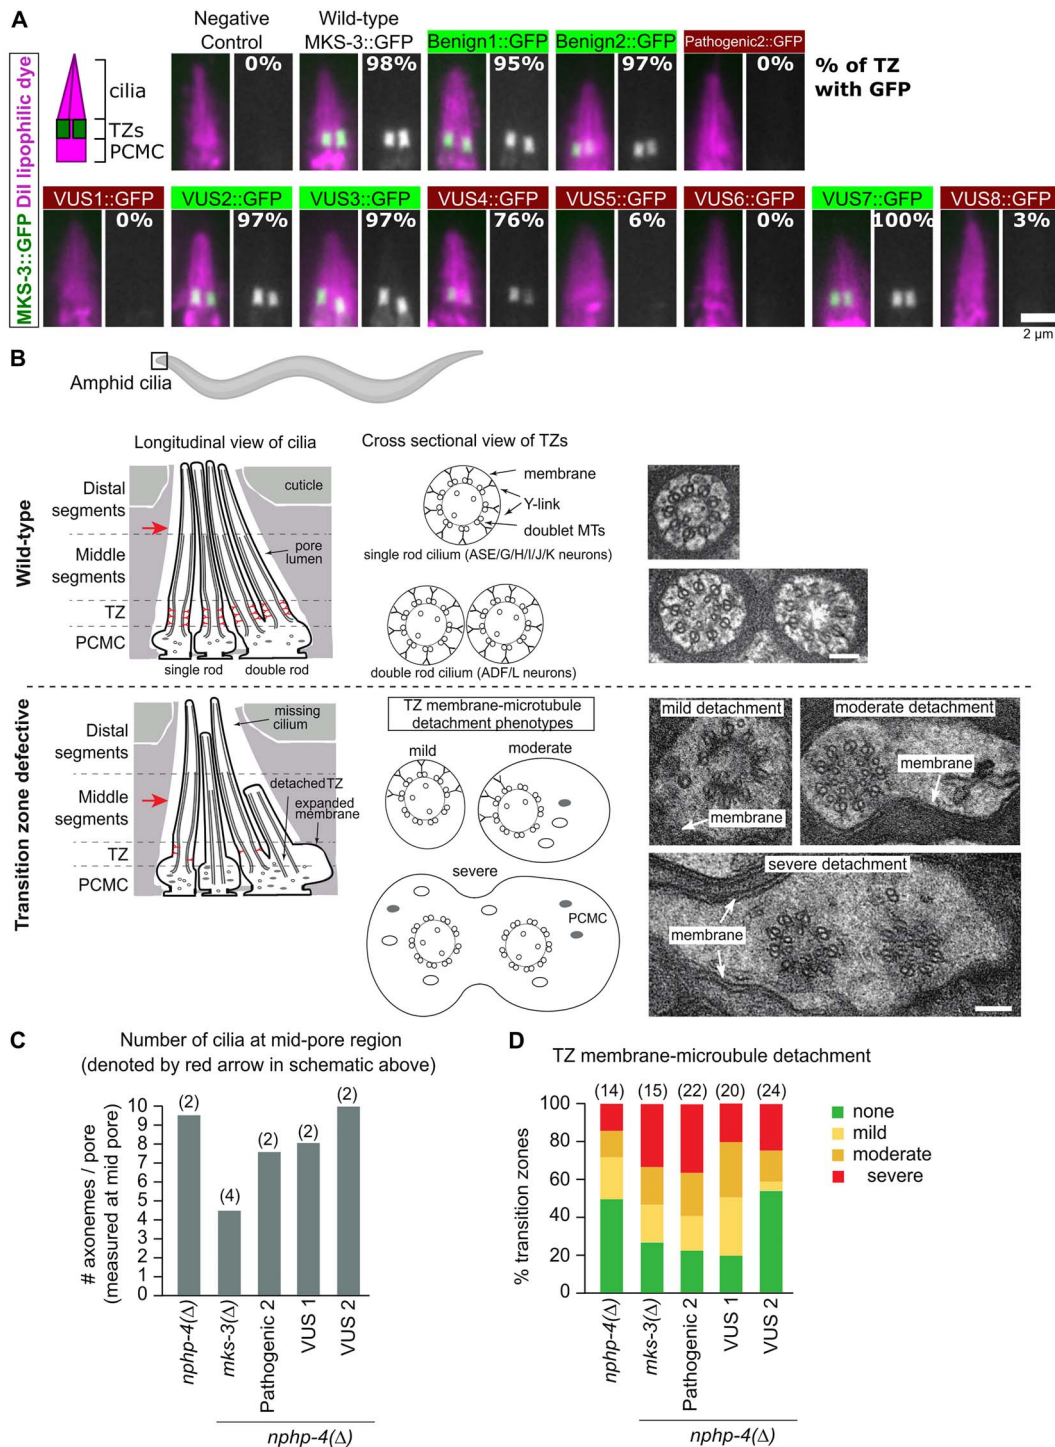 A
Negative
Control
Wild-type
MKS-3::GFP
Benign1::GFP
Benign2::GFP
Pathogenic2::GFP
0%
98%
95%
97%
0%
% of TZ
with GFP
MKS-3::GFP DiI lipophilic dye
cilia
TZs
PCMC
VUS1::GFP
VUS2::GFP
VUS3::GFP
VUS4::GFP
VUS5::GFP
VUS6::GFP
VUS7::GFP
VUS8::GFP
0%
97%
97%
76%
6%
0%
100%
3%
2 µm
B
Amphid cilia
Longitudinal view of cilia
Cross sectional view of TZs
Wild-type
Distal
segments
Middle
segments
TZ
PCMC
cuticle
pore
lumen
single rod
double rod
membrane
Y-link
doublet MTs
single rod cilium (ASE/G/H/I/J/K neurons)
double rod cilium (ADF/L neurons)
Transition zone defective
Distal
segments
Middle
segments
TZ
PCMC
missing
cilium
detached TZ
expanded
membrane
TZ membrane-microtubule
detachment phenotypes
mild
moderate
severe
PCMC
mild detachment
membrane
moderate detachment
membrane
severe detachment
membrane
C
Number of cilia at mid-pore region
(denoted by red arrow in schematic above)
# axonemes / pore
(measured at mid pore)
10
9
8
7
6
5
4
3
2
1
0
(2)
(4)
(2)
(2)
(2)
nphp-4(Δ)
mks-3(Δ)
Pathogenic 2
VUS 1
VUS 2
nphp-4(Δ)
D
TZ membrane-microubule detachment
% transition zones
100
80
60
40
20
0
(14)
(15)
(22)
(20)
(24)
nphp-4(Δ)
mks-3(Δ)
Pathogenic 2
VUS 1
VUS 2
nphp-4(Δ)
none
mild
moderate
severe